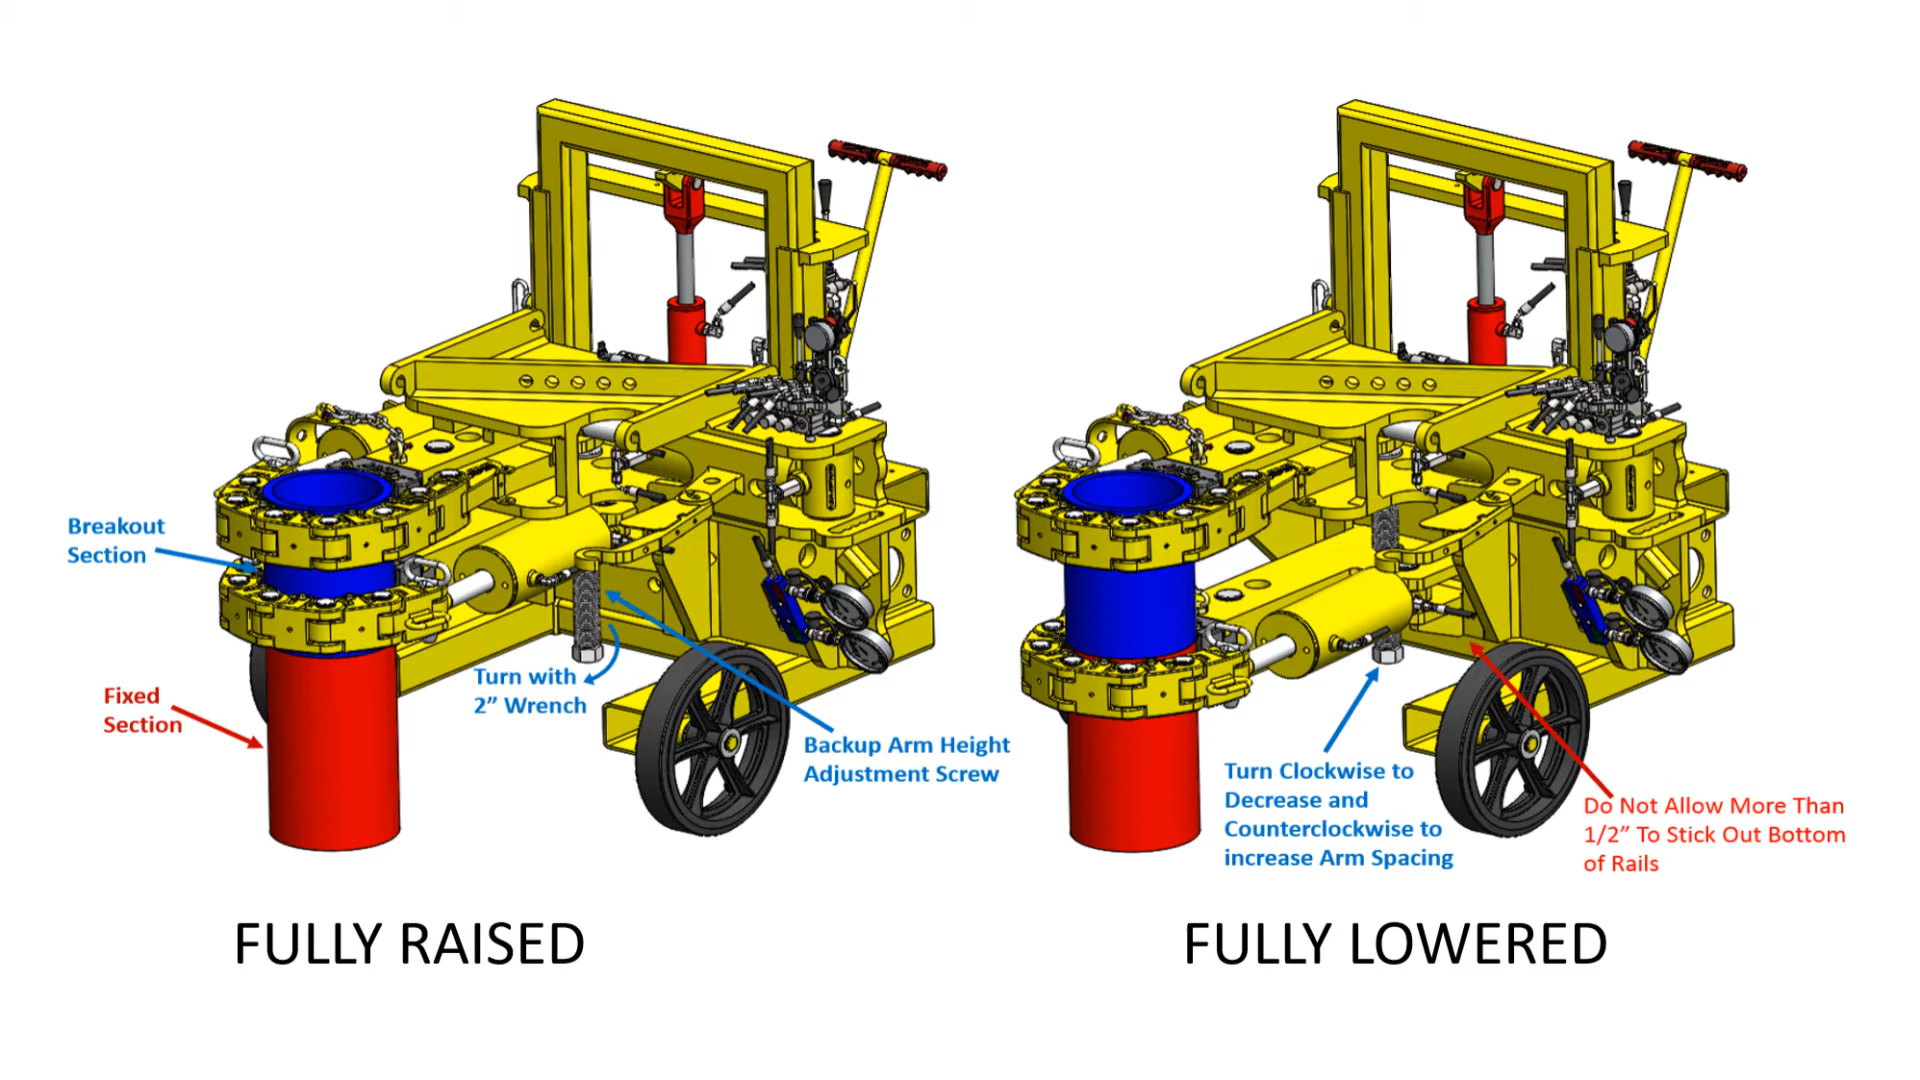 Breakout
Section
Fixed
Section
Turn with
2” Wrench
Backup Arm Height
Adjustment Screw
FULLY RAISED
Turn Clockwise to
Decrease and
Counterclockwise to
increase Arm Spacing
Do Not Allow More Than
1/2” To Stick Out Bottom
of Rails
FULLY LOWERED